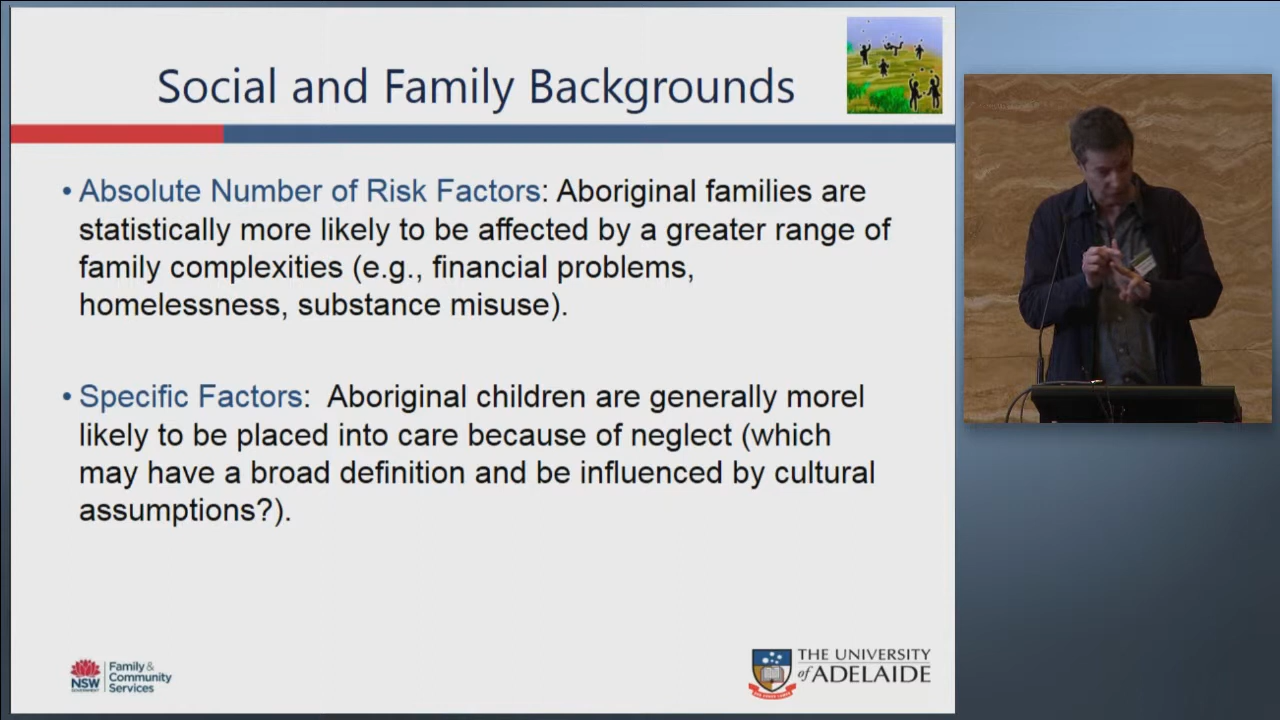 Social and Family Backgrounds
• Absolute Number of Risk Factors: Aboriginal families are
statistically more likely to be affected by a greater range of
family complexities (e.g., financial problems,
homelessness, substance misuse).
• Specific Factors:  Aboriginal children are generally morel
likely to be placed into care because of neglect (which
may have a broad definition and be influenced by cultural
assumptions?).
NSW
GOVERNMENT
Family &
Community
Services
THE UNIVERSITY
of ADELAIDE